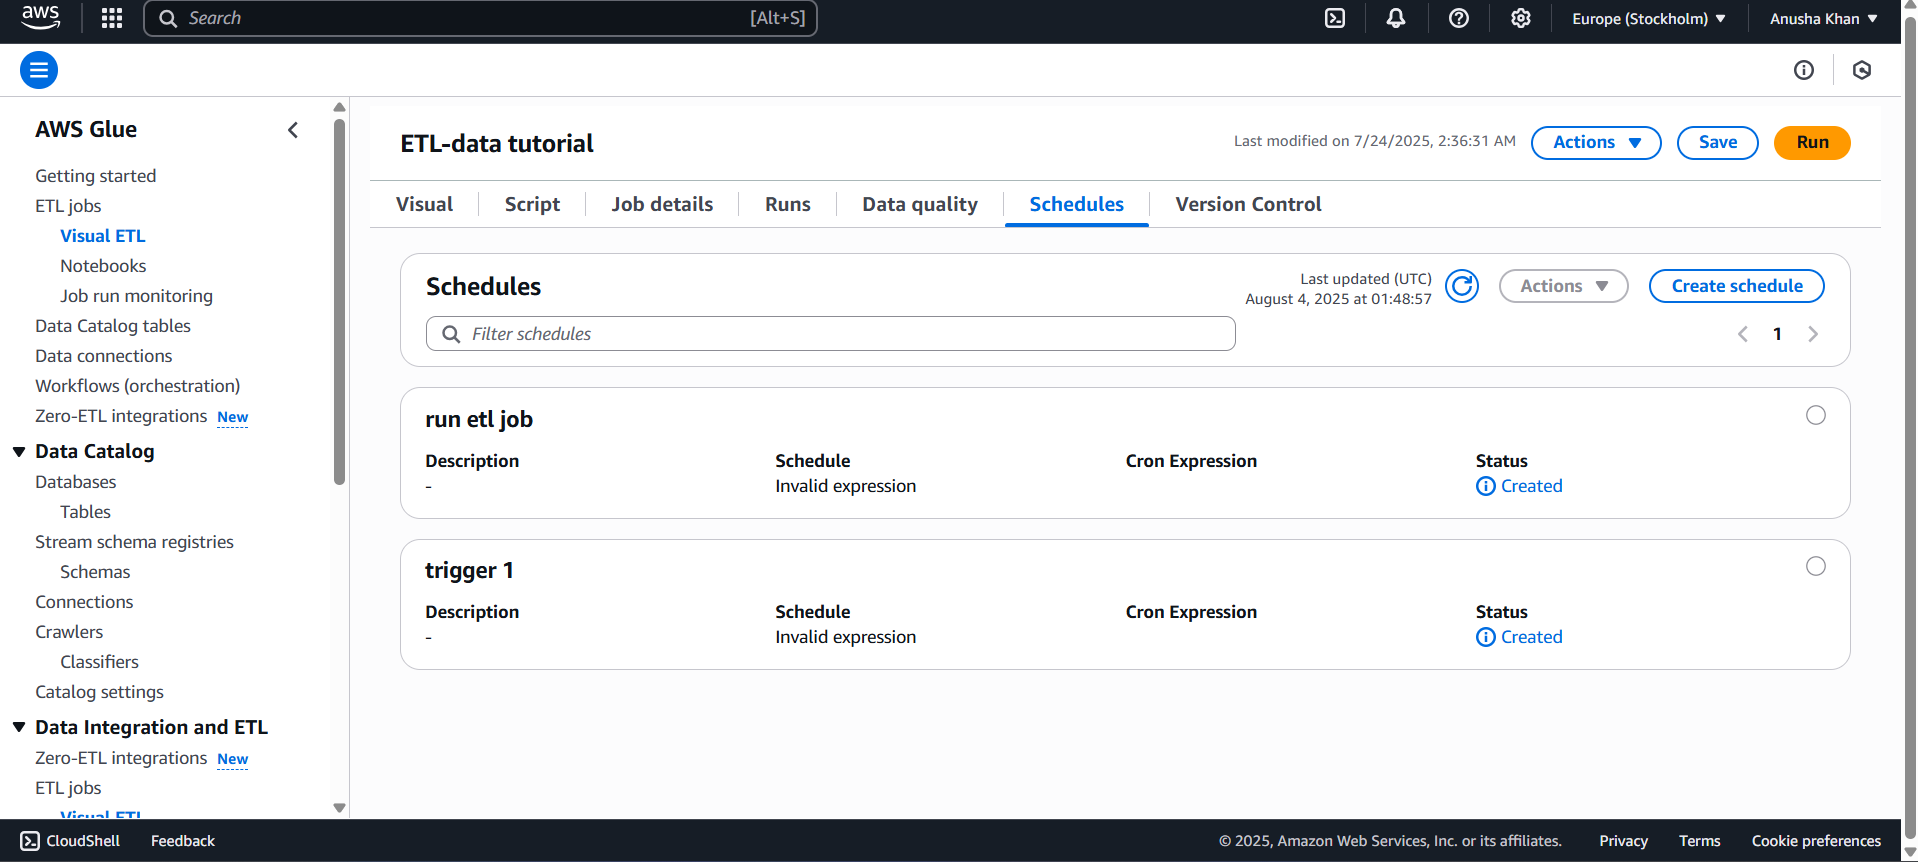 aws
Search [Alt+S]
Europe (Stockholm)
Anusha Khan
AWS Glue
Getting started
ETL jobs
Visual ETL
Notebooks
Job run monitoring
Data Catalog tables
Data connections
Workflows (orchestration)
Zero-ETL integrations New
Data Catalog
Databases
Tables
Stream schema registries
Schemas
Connections
Crawlers
Classifiers
Catalog settings
Data Integration and ETL
Zero-ETL integrations New
ETL jobs
Visual ETL
ETL-data tutorial
Last modified on 7/24/2025, 2:36:31 AM
Actions
Save
Run
Visual
Script
Job details
Runs
Data quality
Schedules
Version Control
Schedules
Last updated (UTC)
August 4, 2025 at 01:48:57
Actions
Create schedule
Filter schedules
1
run etl job
Description Schedule Cron Expression Status
- Invalid expression Created
trigger 1
Description Schedule Cron Expression Status
- Invalid expression Created
CloudShell
Feedback
© 2025, Amazon Web Services, Inc. or its affiliates.
Privacy
Terms
Cookie preferences